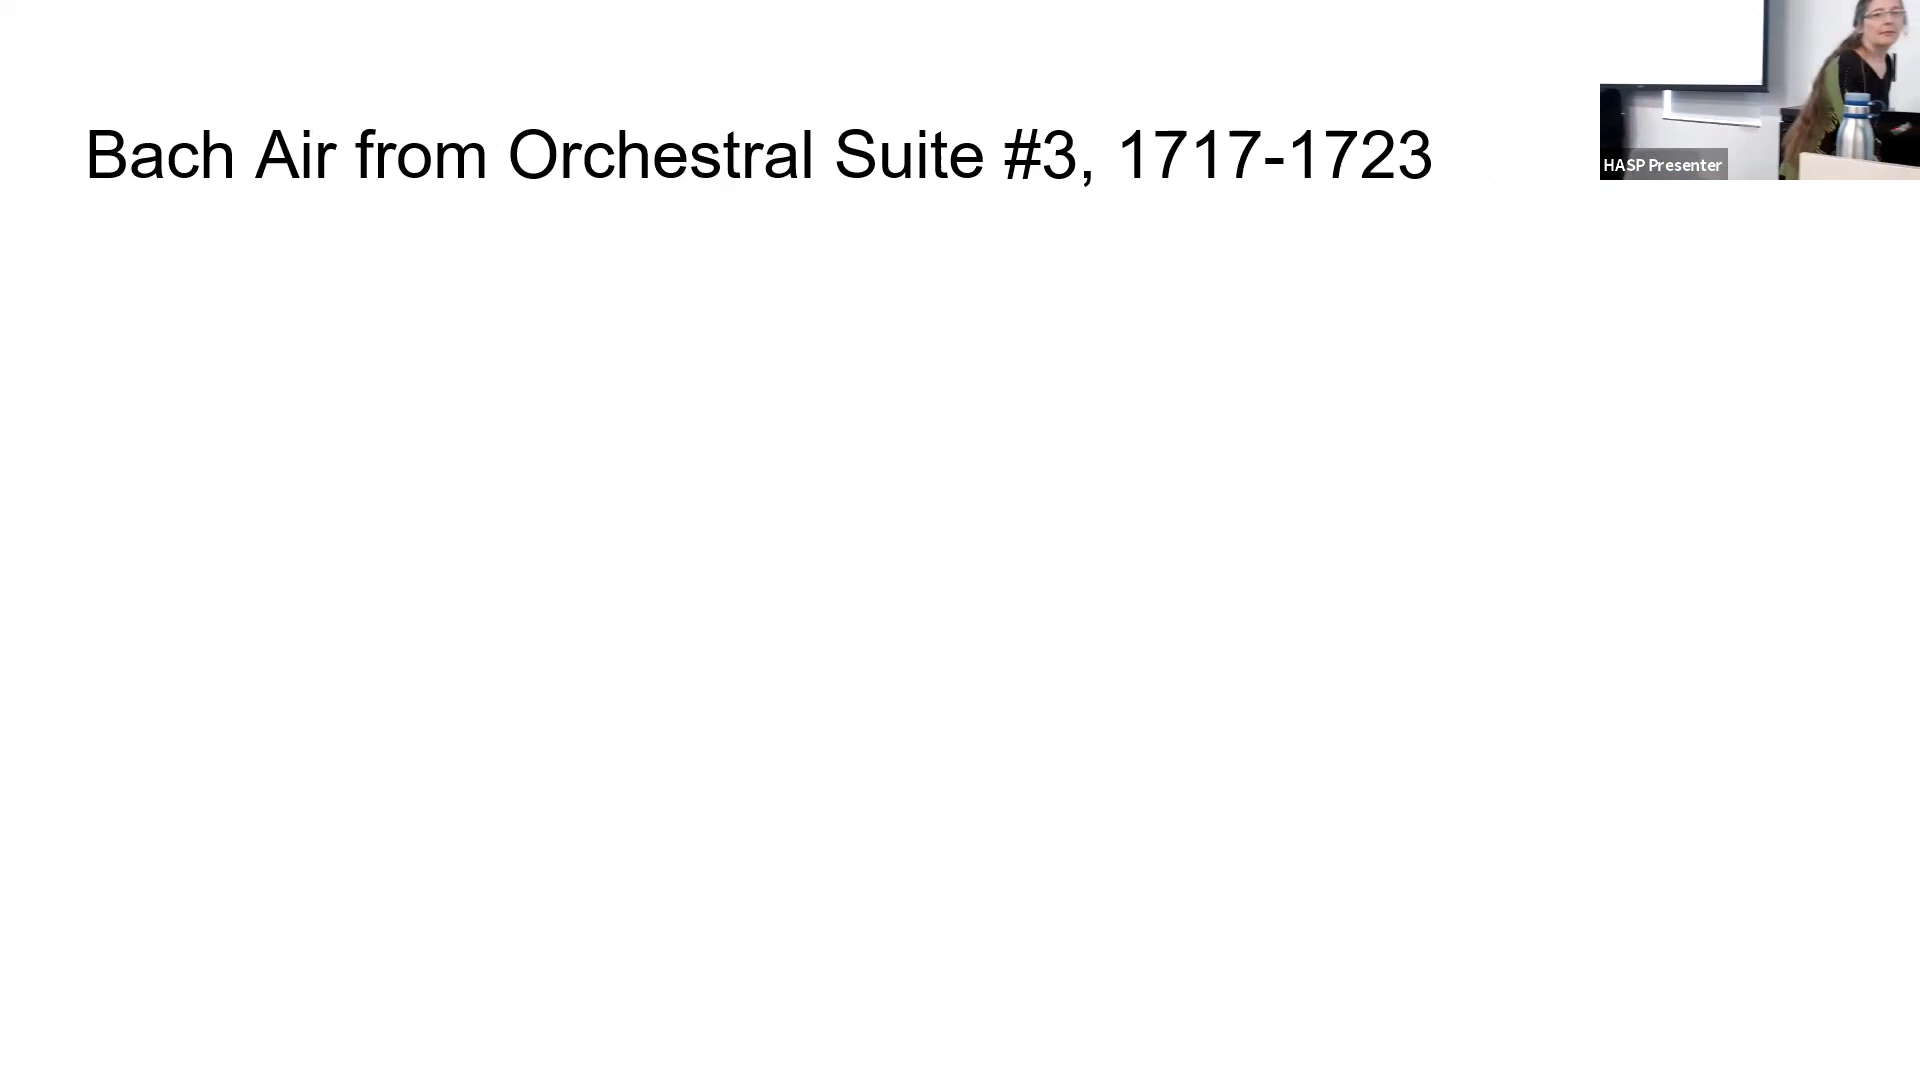 Bach Air from Orchestral Suite #3, 1717-1723
HASP Presenter